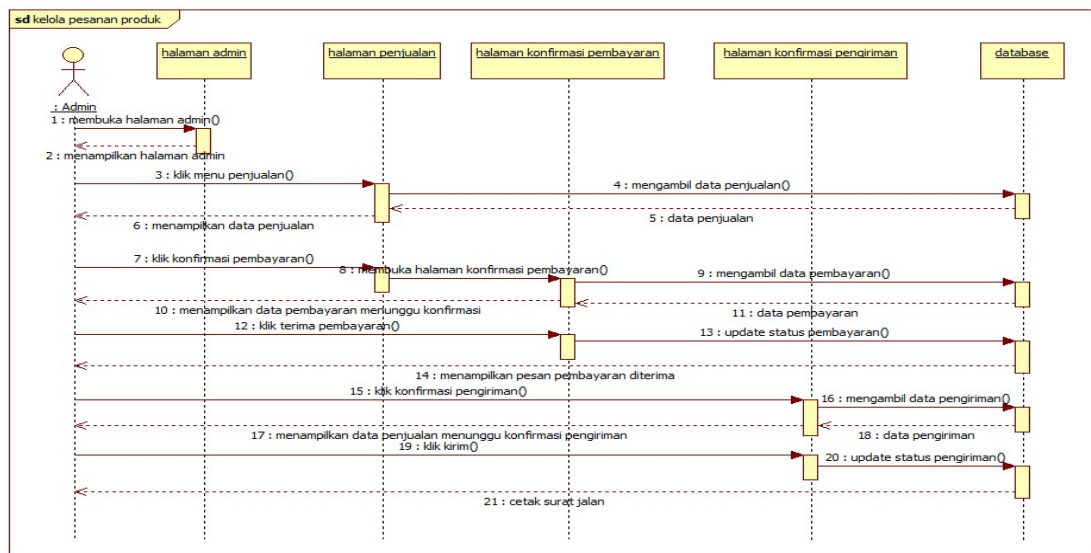 sd kelola pesanan produk
halaman admin
halaman penjualan
halaman konfirmasi pembayaran
halaman konfirmasi pengiriman
database
: Admin
1 : membuka halaman admin()
2 : menampilkan halaman admin
3 : klik menu penjualan()
4 : mengambil data penjualan()
5 : data penjualan
6 : menampilkan data penjualan
7 : klik konfirmasi pembayaran()
8 : membuka halaman konfirmasi pembayaran()
9 : mengambil data pembayaran()
10 : menampilkan data pembayaran menunggu konfirmasi
11 : data pembayaran
12 : klik terima pembayaran()
13 : update status pembayaran()
14 : menampilkan pesan pembayaran diterima
15 : klik konfirmasi pengiriman()
16 : mengambil data pengiriman()
17 : menampilkan data penjualan menunggu konfirmasi pengiriman
18 : data pengiriman
19 : klik kirim()
20 : update status pengiriman()
21 : cetak surat jalan